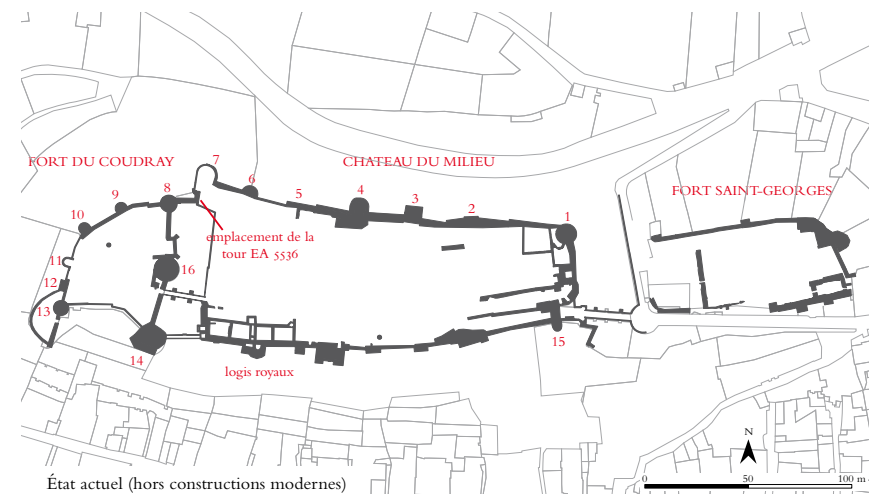 FORT DU COUDRAY
CHATEAU DU MILIEU
FORT SAINT-GEORGES
7
6
8
5
4
9
3
2
10
1
emplacement de la
tour EA 5536
11
16
12
13
14
15
logis royaux
N
0
50
100 m
État actuel (hors constructions modernes)